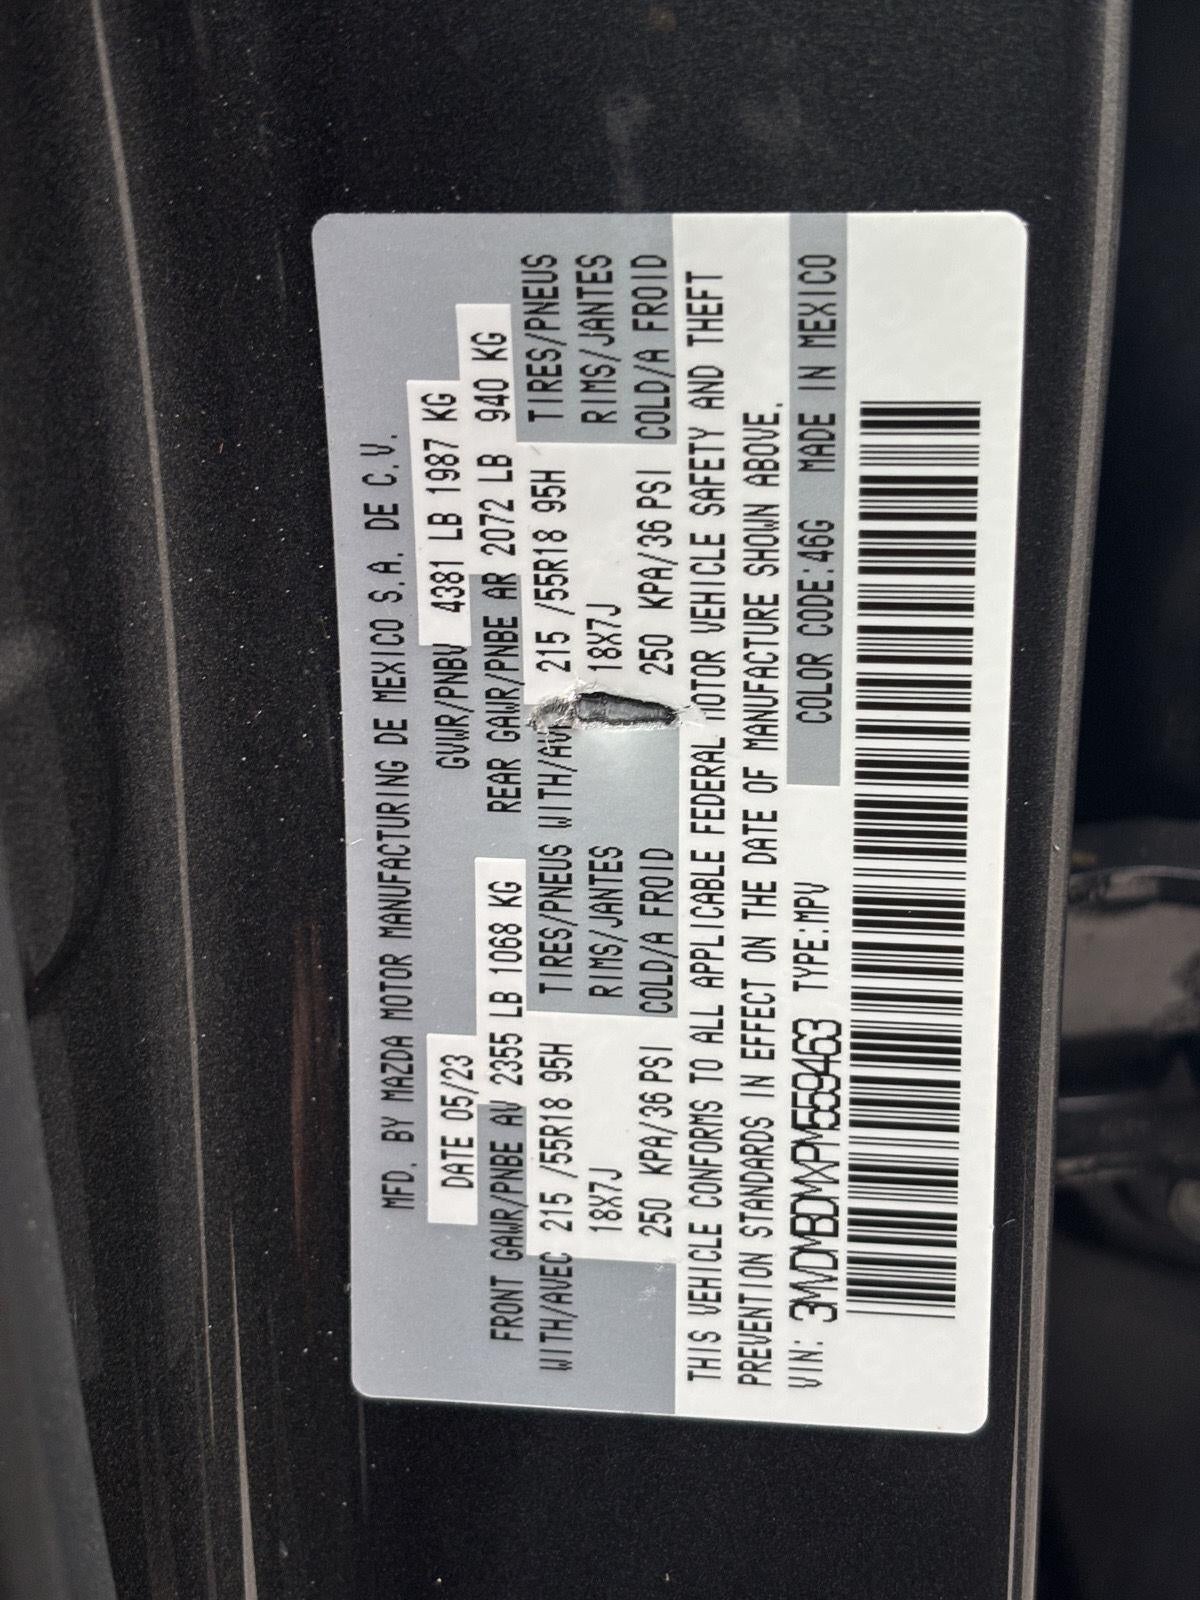 MFD. BY MAZDA MOTOR MANUFACTURING DE MEXICO S.A. DE C.V.
DATE 05/23 GVWR/PNBV 4381 LB 1987 KG
FRONT GAWR/PNBE AV 2355 LB 1068 KG REAR GAWR/PNBE AR 2072 LB 940 KG
WITH/AVEC 215 /55R18 95H TIRES/PNEUS WITH/ 215 /55R18 95H TIRES/PNEUS
18X7J RIMS/JANTES 18X7J RIMS/JANTES
250 KPA/36 PSI COLD/A FROID 250 KPA/36 PSI COLD/A FROID
THIS VEHICLE CONFORMS TO ALL APPLICABLE FEDERAL MOTOR VEHICLE SAFETY AND THEFT
PREVENTION STANDARDS IN EFFECT ON THE DATE OF MANUFACTURE SHOWN ABOVE.
VIN: 3MVDMBDMXPM559463 TYPE:MPV COLOR CODE:46G MADE IN MEXICO